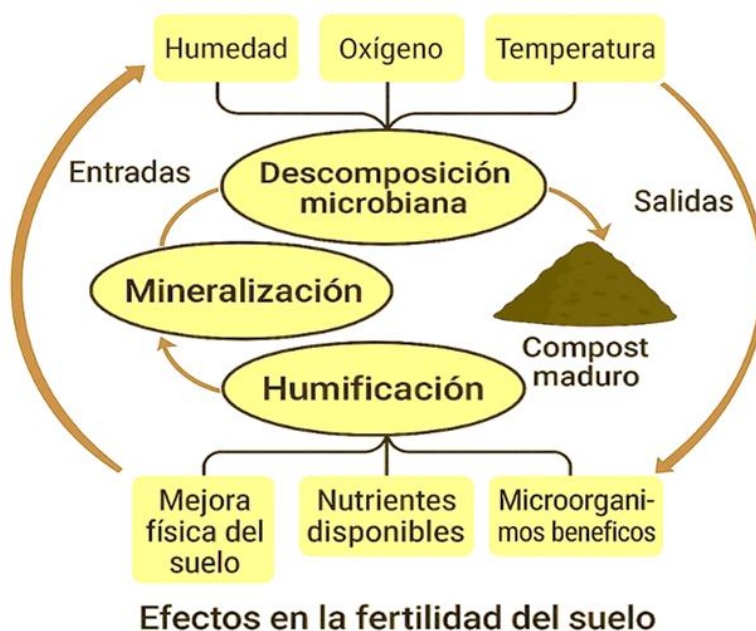 Humedad
Oxígeno
Temperatura
Entradas
Descomposición
microbiana
Salidas
Mineralización
Compost
maduro
Humificación
Mejora
física del
suelo
Nutrientes
disponibles
Microorgani-
mos beneficos
Efectos en la fertilidad del suelo